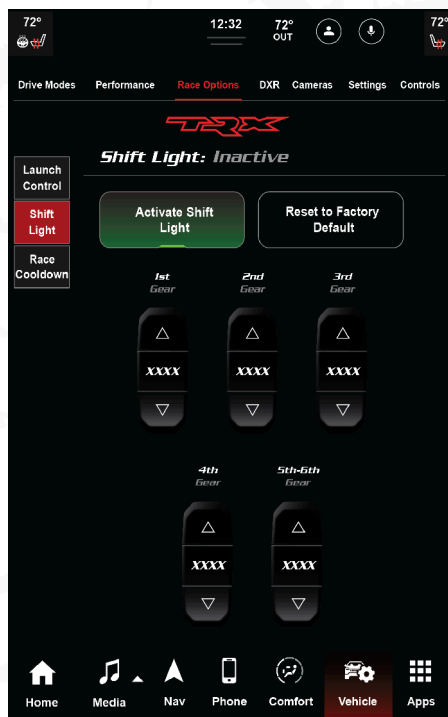 72°
12:32
72°
OUT
72°
Drive Modes
Performance
Race Options
DXR
Cameras
Settings
Controls
TRX
Shift Light: Inactive
Launch
Control
Shift
Light
Race
Cooldown
Activate Shift
Light
Reset to Factory
Default
1st
Gear
2nd
Gear
3rd
Gear
XXXX
XXXX
XXXX
4th
Gear
5th-6th
Gear
XXXX
XXXX
Home
Media
Nav
Phone
Comfort
Vehicle
Apps